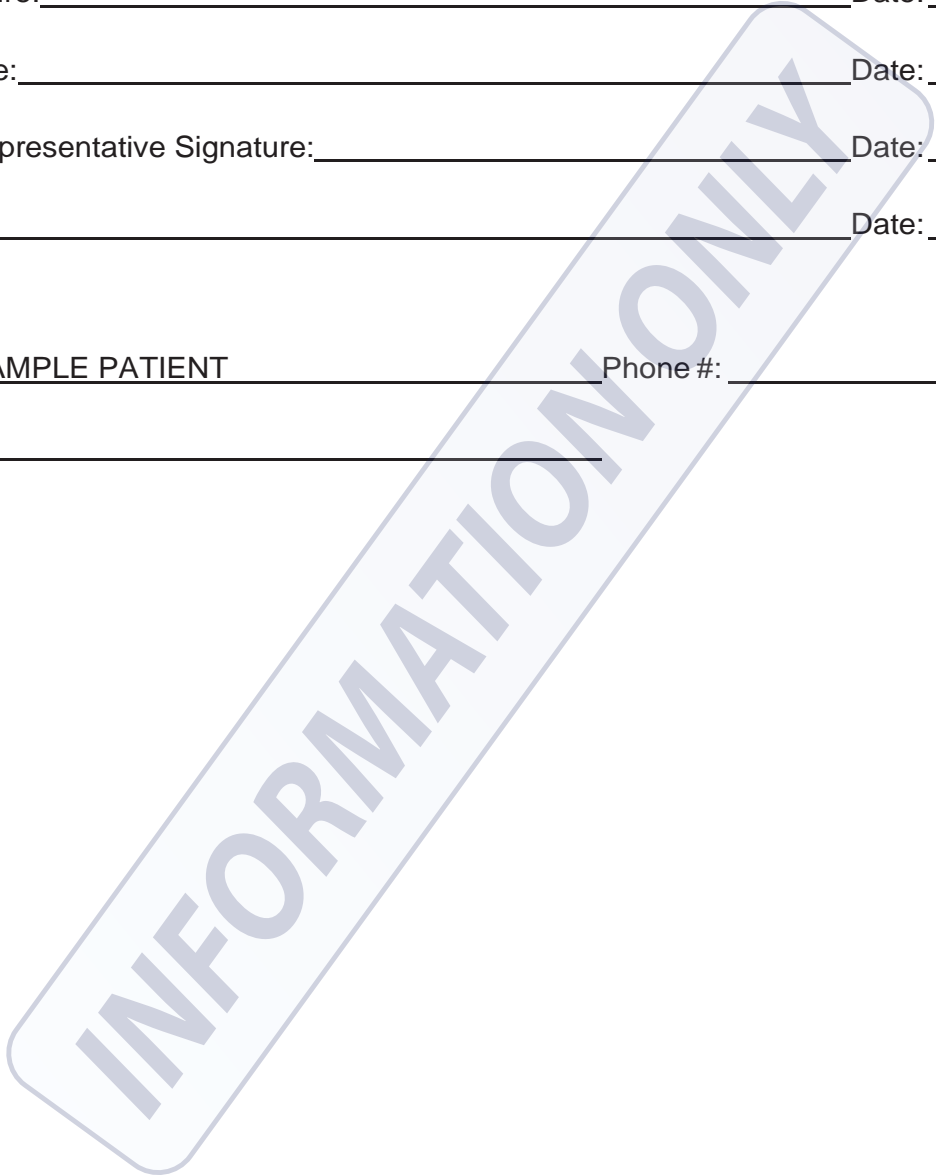 Date:
Date:
presentative Signature: Date:
Date:
AMPLE PATIENT Phone #:
INFORMATION ONLY